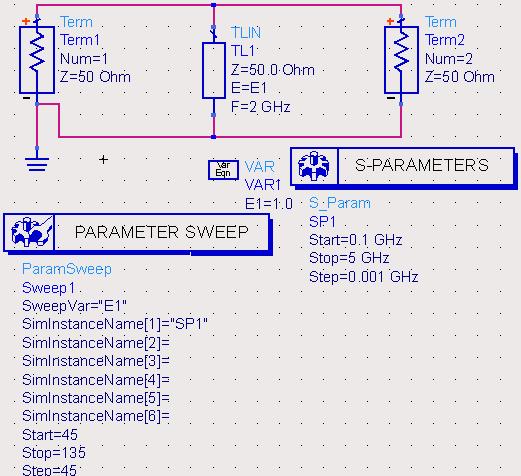 Term
Term1
Num=1
Z=50 Ohm
TLIN
TL1
Z=50.0 Ohm
E=E1
F=2 GHz
Term
Term2
Num=2
Z=50 Ohm
Var
Eqn
VAR
VAR1
E1=1.0
S-PARAMETERS
S_Param
SP1
Start=0.1 GHz
Stop=5 GHz
Step=0.001 GHz
PARAMETER SWEEP
ParamSweep
Sweep1
SweepVar="E1"
SimInstanceName[1]="SP1"
SimInstanceName[2]=
SimInstanceName[3]=
SimInstanceName[4]=
SimInstanceName[5]=
SimInstanceName[6]=
Start=45
Stop=135
Step=45